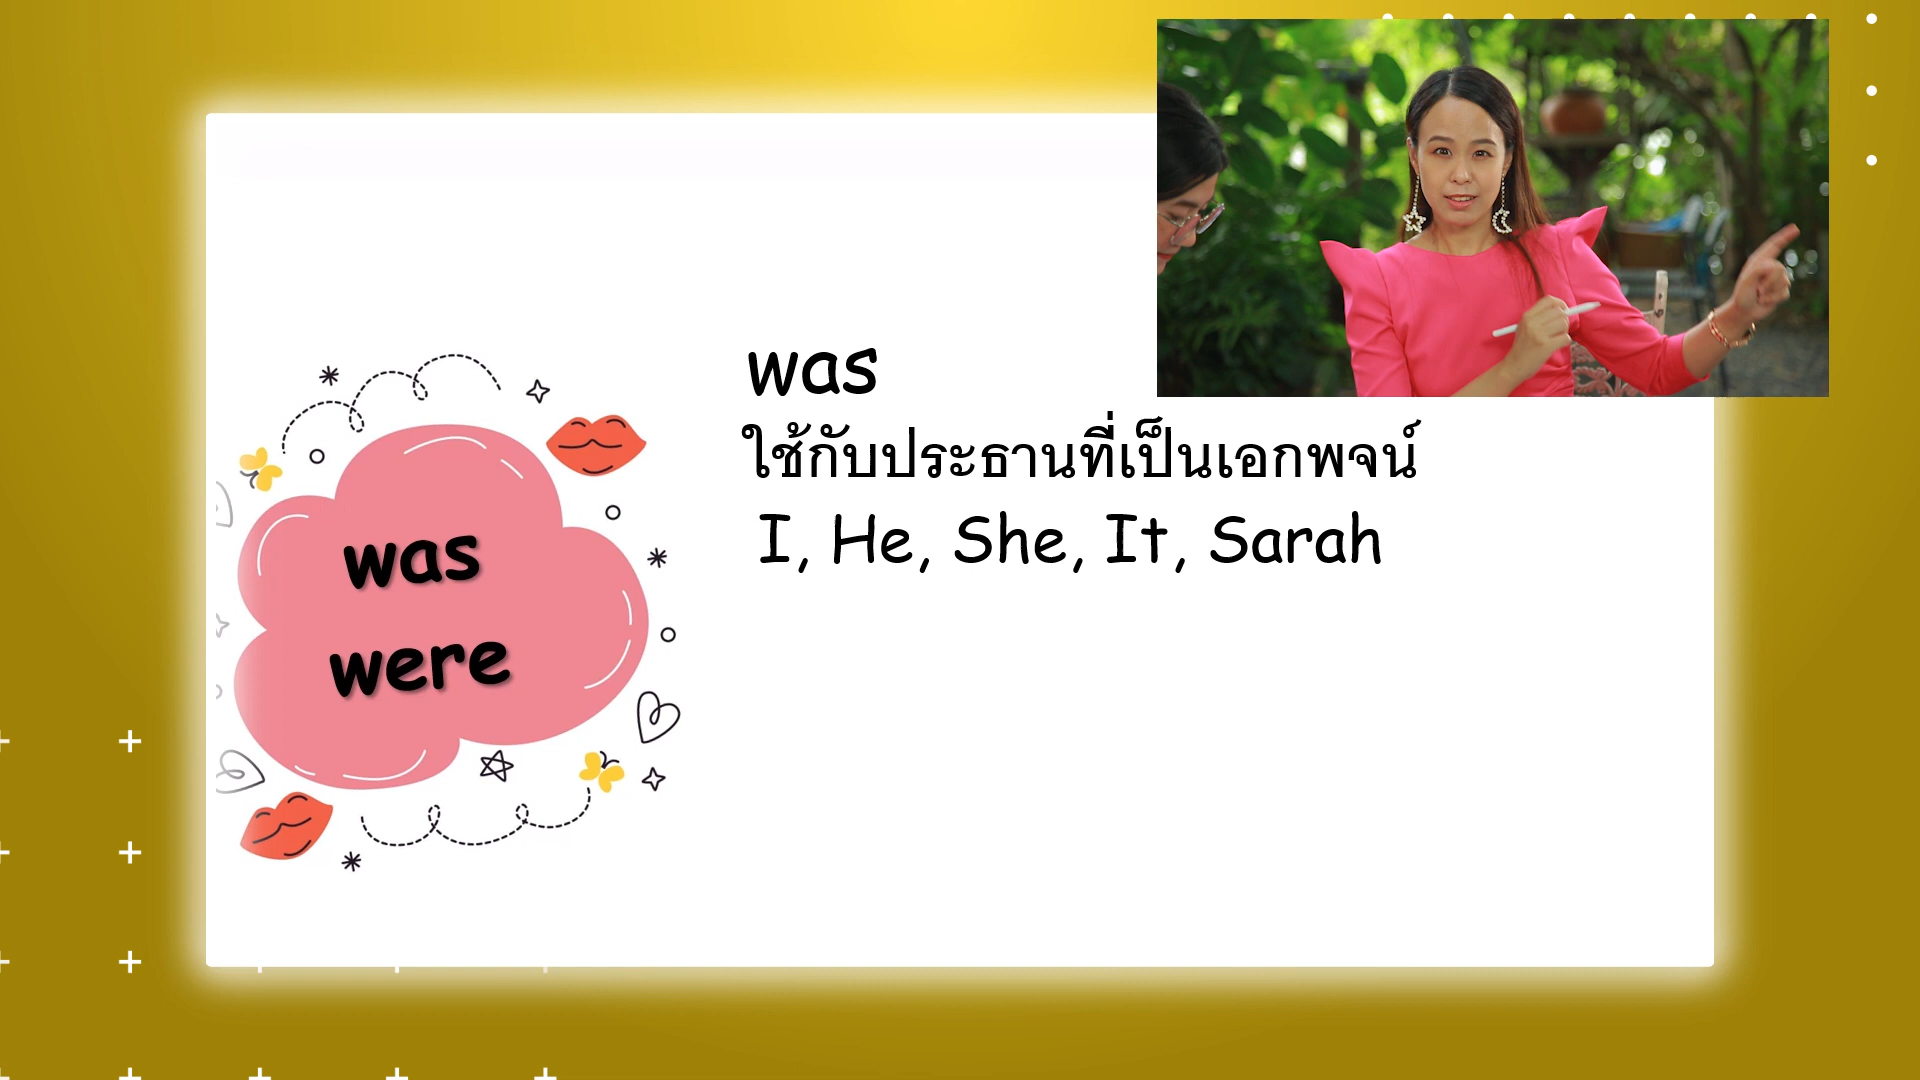 was
were
was
ใช้กับประธานที่เป็นเอกพจน์
I, He, She, It, Sarah